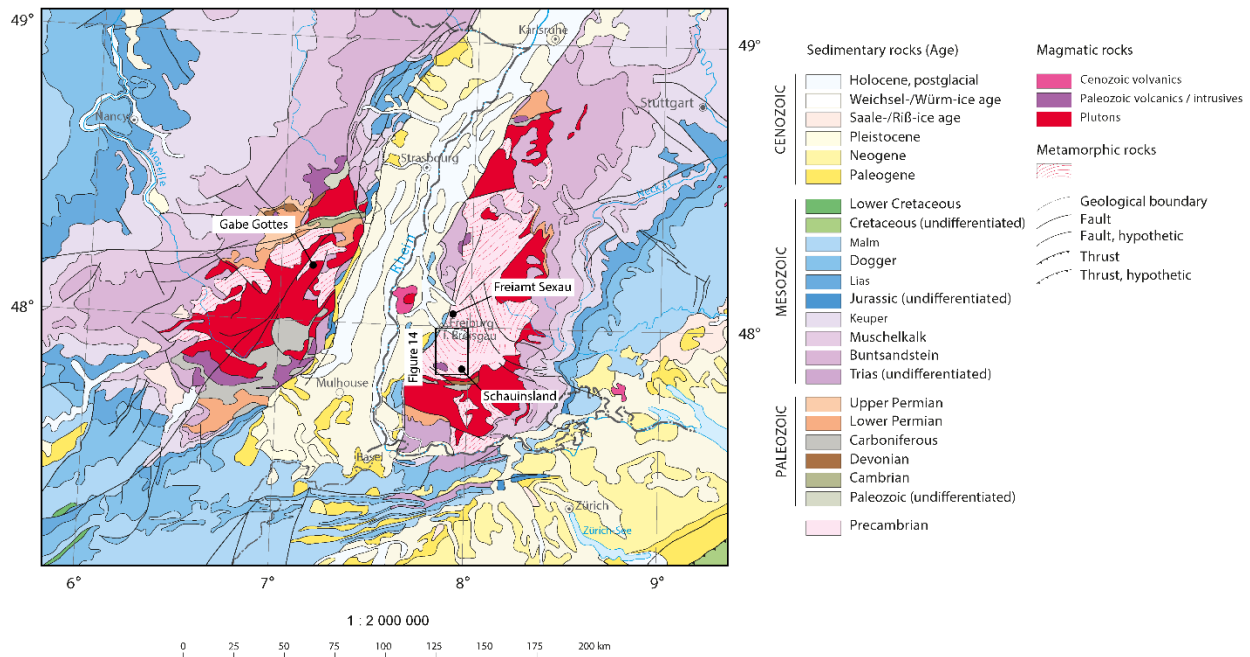 49°
49°
48°
48°
Karlsruhe
Stuttgart
Nancy
Moselle
Strasbourg
Neckar
Gabe Gottes
Rhein
Freiamt Sexau
Freiburg
i. Breisgau
Figure 14
Mulhouse
Schauinsland
Basel
Zürich
Zürich-See
6°
7°
8°
9°
1 : 2 000 000
0 25 50 75 100 125 150 175 200 km
Sedimentary rocks (Age)
CENOZOIC
Holocene, postglacial
Weichsel-/Würm-ice age
Saale-/Riß-ice age
Pleistocene
Neogene
Paleogene
MESOZOIC
Lower Cretaceous
Cretaceous (undifferentiated)
Malm
Dogger
Lias
Jurassic (undifferentiated)
Keuper
Muschelkalk
Buntsandstein
Trias (undifferentiated)
PALEOZOIC
Upper Permian
Lower Permian
Carboniferous
Devonian
Cambrian
Paleozoic (undifferentiated)
Precambrian
Magmatic rocks
Cenozoic volcanics
Paleozoic volcanics / intrusives
Plutons
Metamorphic rocks
Geological boundary
Fault
Fault, hypothetic
Thrust
Thrust, hypothetic